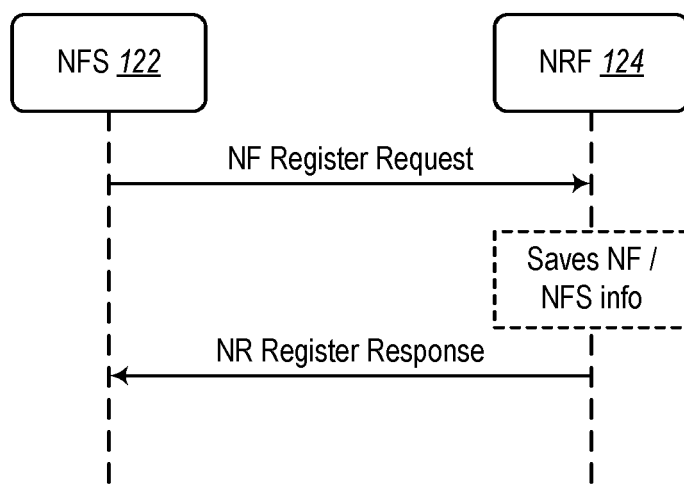 NFS 122
NRF 124
NF Register Request
Saves NF /
NFS info
NR Register Response